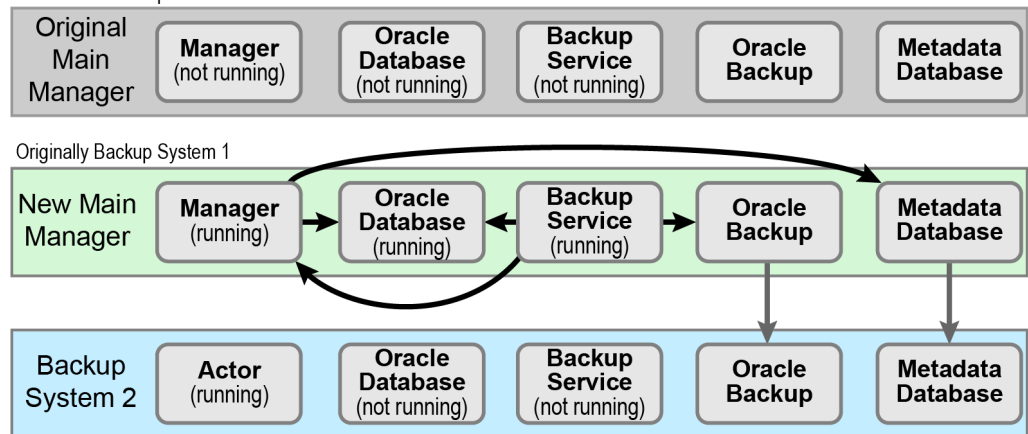 Original
Main
Manager
Manager
(not running)
Oracle
Database
(not running)
Backup
Service
(not running)
Oracle
Backup
Metadata
Database
Originally Backup System 1
New Main
Manager
Manager
(running)
Oracle
Database
(running)
Backup
Service
(running)
Oracle
Backup
Metadata
Database
Backup
System 2
Actor
(running)
Oracle
Database
(not running)
Backup
Service
(not running)
Oracle
Backup
Metadata
Database